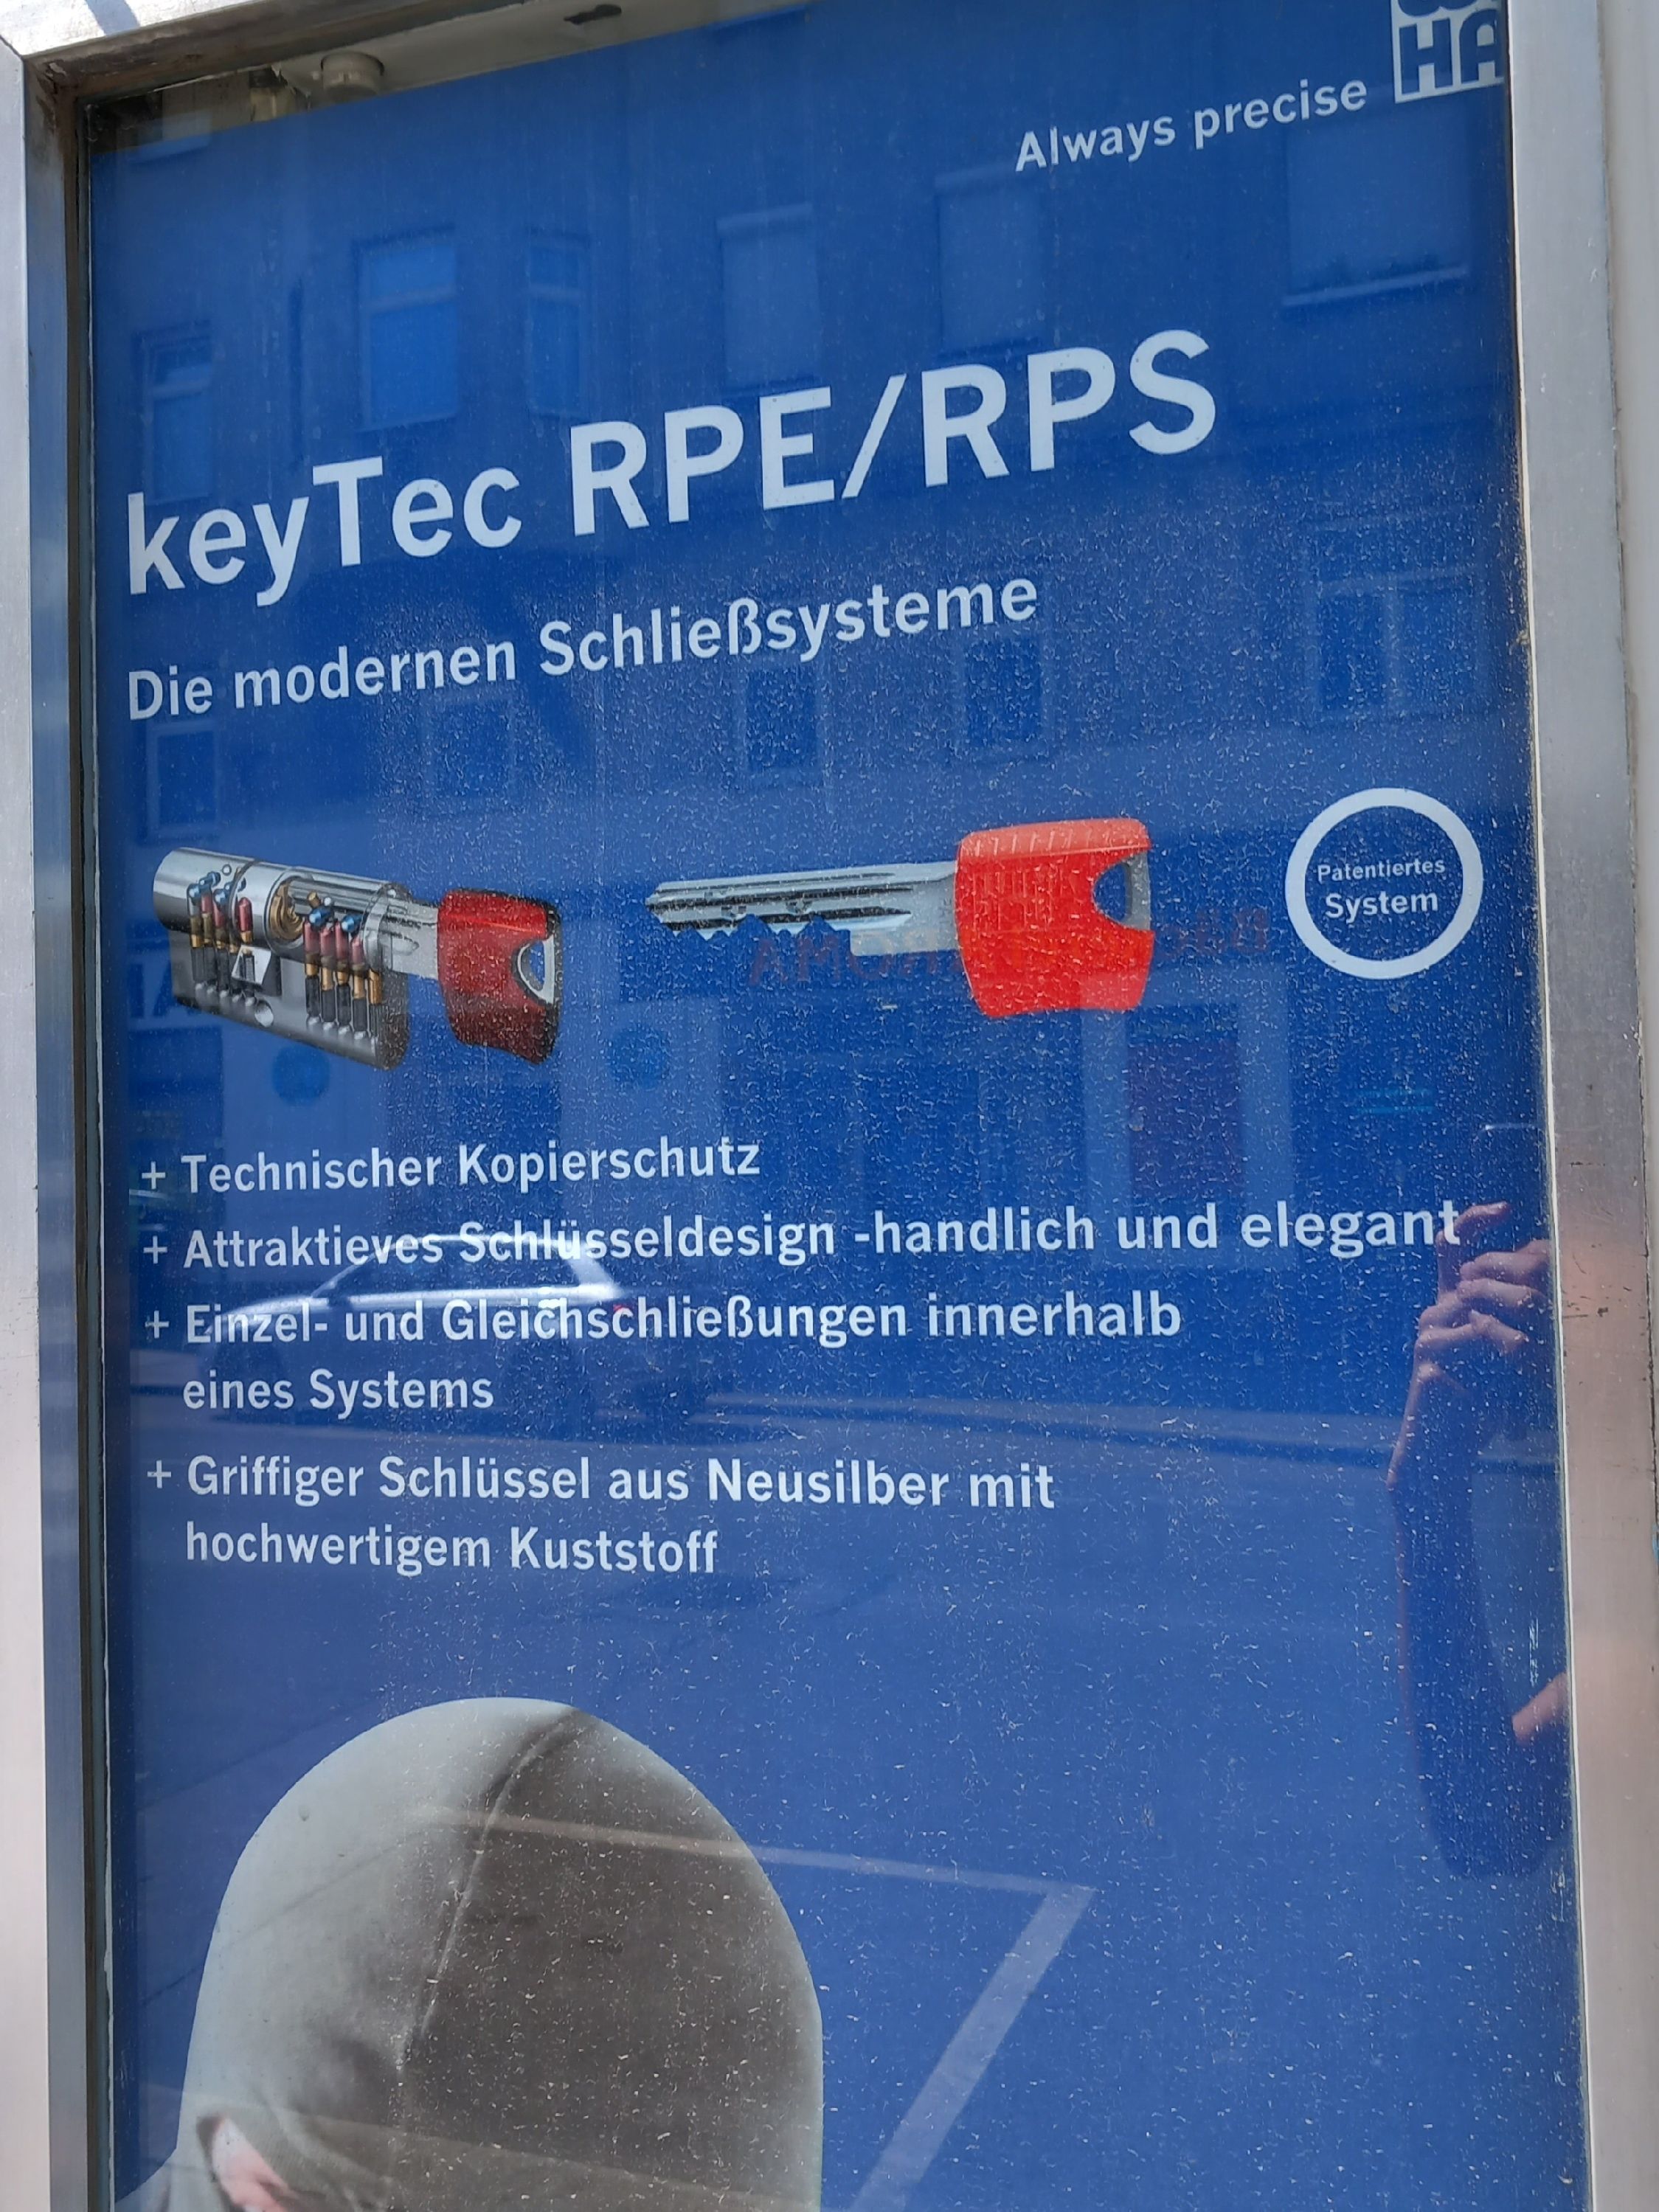 HA
Always precise
keyTec RPE/RPS
Die modernen Schließsysteme
Patentiertes
System
+ Technischer Kopierschutz
+ Attraktieves Schlüsseldesign -handlich und elegant
+ Einzel- und Gleichschließungen innerhalb
eines Systems
+ Griffiger Schlüssel aus Neusilber mit
hochwertigem Kuststoff